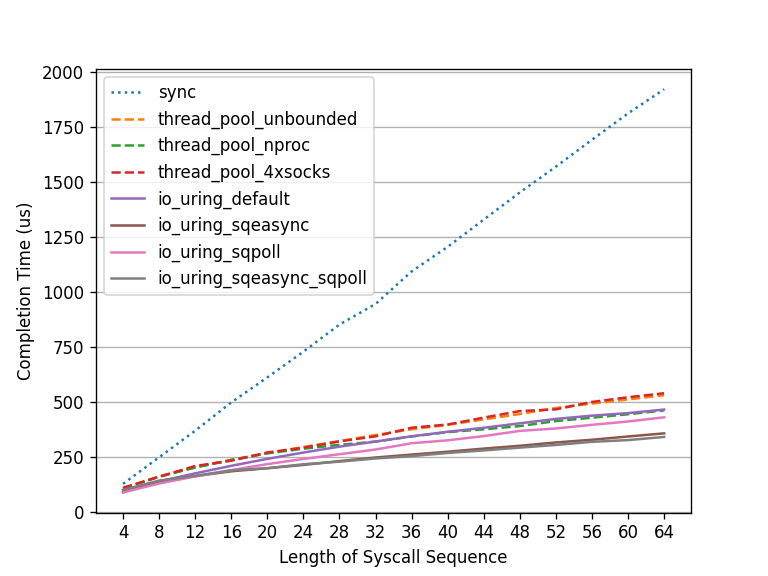 2000
1750
1500
1250
1000
750
500
250
0
Completion Time (us)
sync
thread_pool_unbounded
thread_pool_nproc
thread_pool_4xsocks
io_uring_default
io_uring_sqeasync
io_uring_sqpoll
io_uring_sqeasync_sqpoll
4 8 12 16 20 24 28 32 36 40 44 48 52 56 60 64
Length of Syscall Sequence